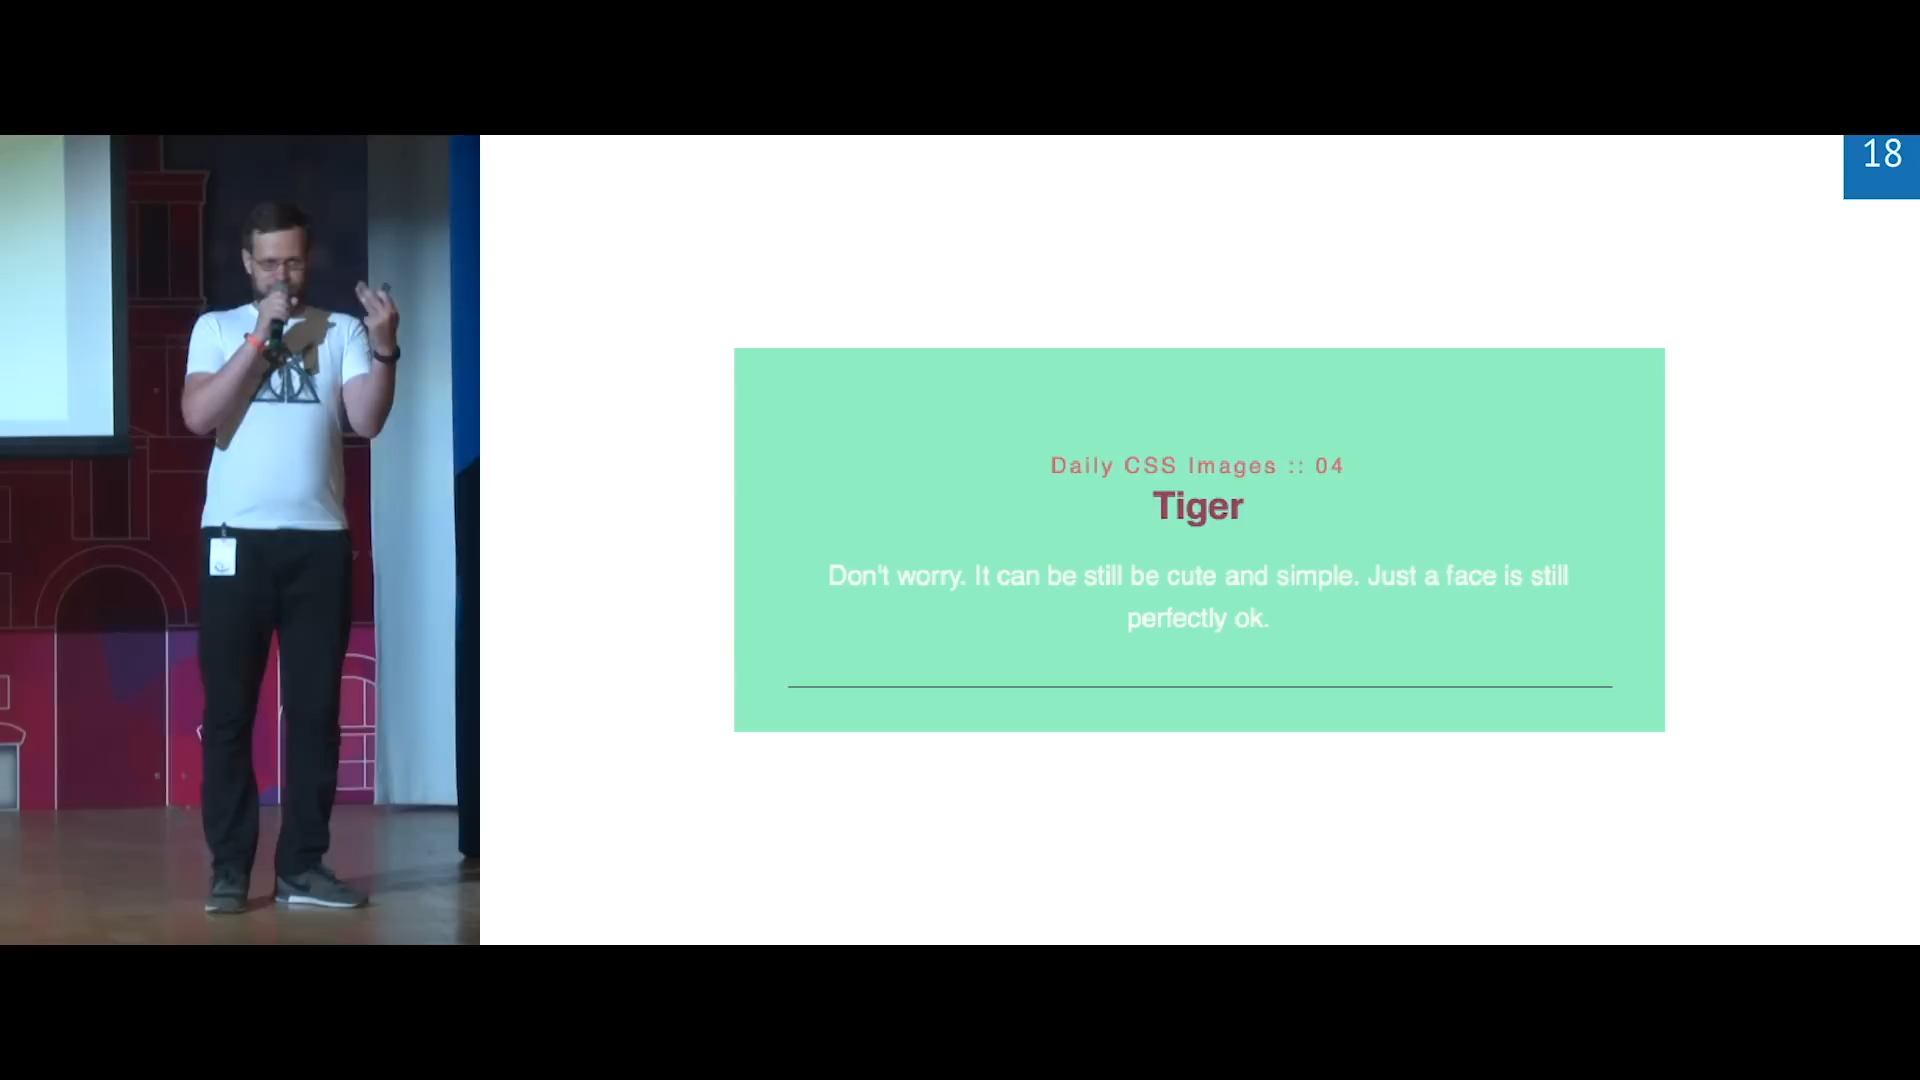 18
Daily CSS Images :: 04
Tiger
Don't worry. It can be still be cute and simple. Just a face is still
perfectly ok.